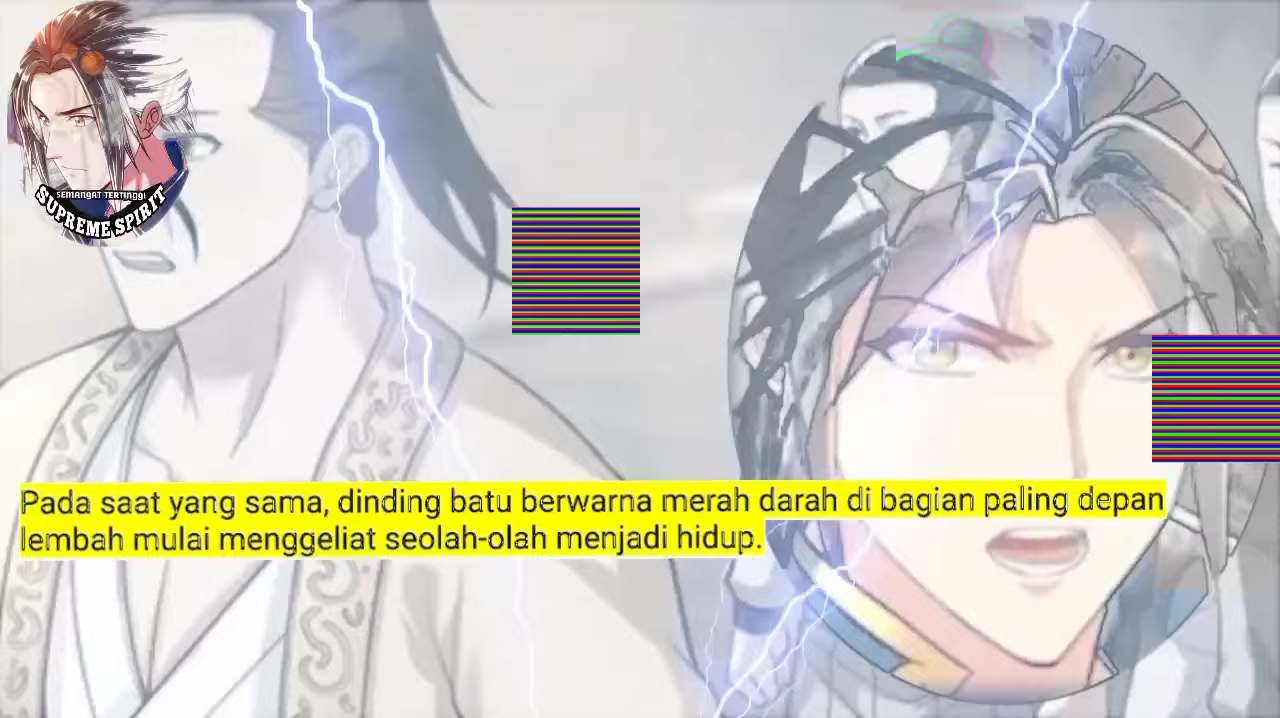 SEMANGAT TERTINGGI
SUPREME SPIRIT
Pada saat yang sama, dinding batu berwarna merah darah di bagian paling depan
lembah mulai menggeliat seolah-olah menjadi hidup.